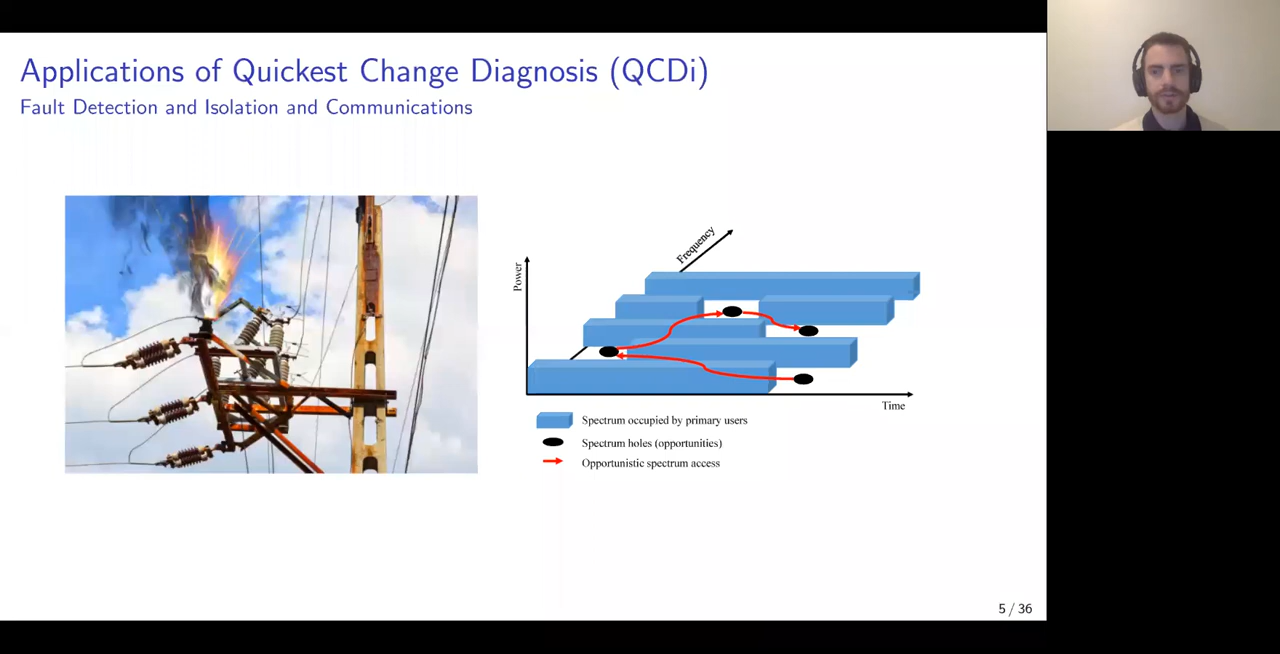 Applications of Quickest Change Diagnosis (QCDi)
Fault Detection and Isolation and Communications
Frequency
Power
Time
Spectrum occupied by primary users
Spectrum holes (opportunities)
Opportunistic spectrum access
5 / 36